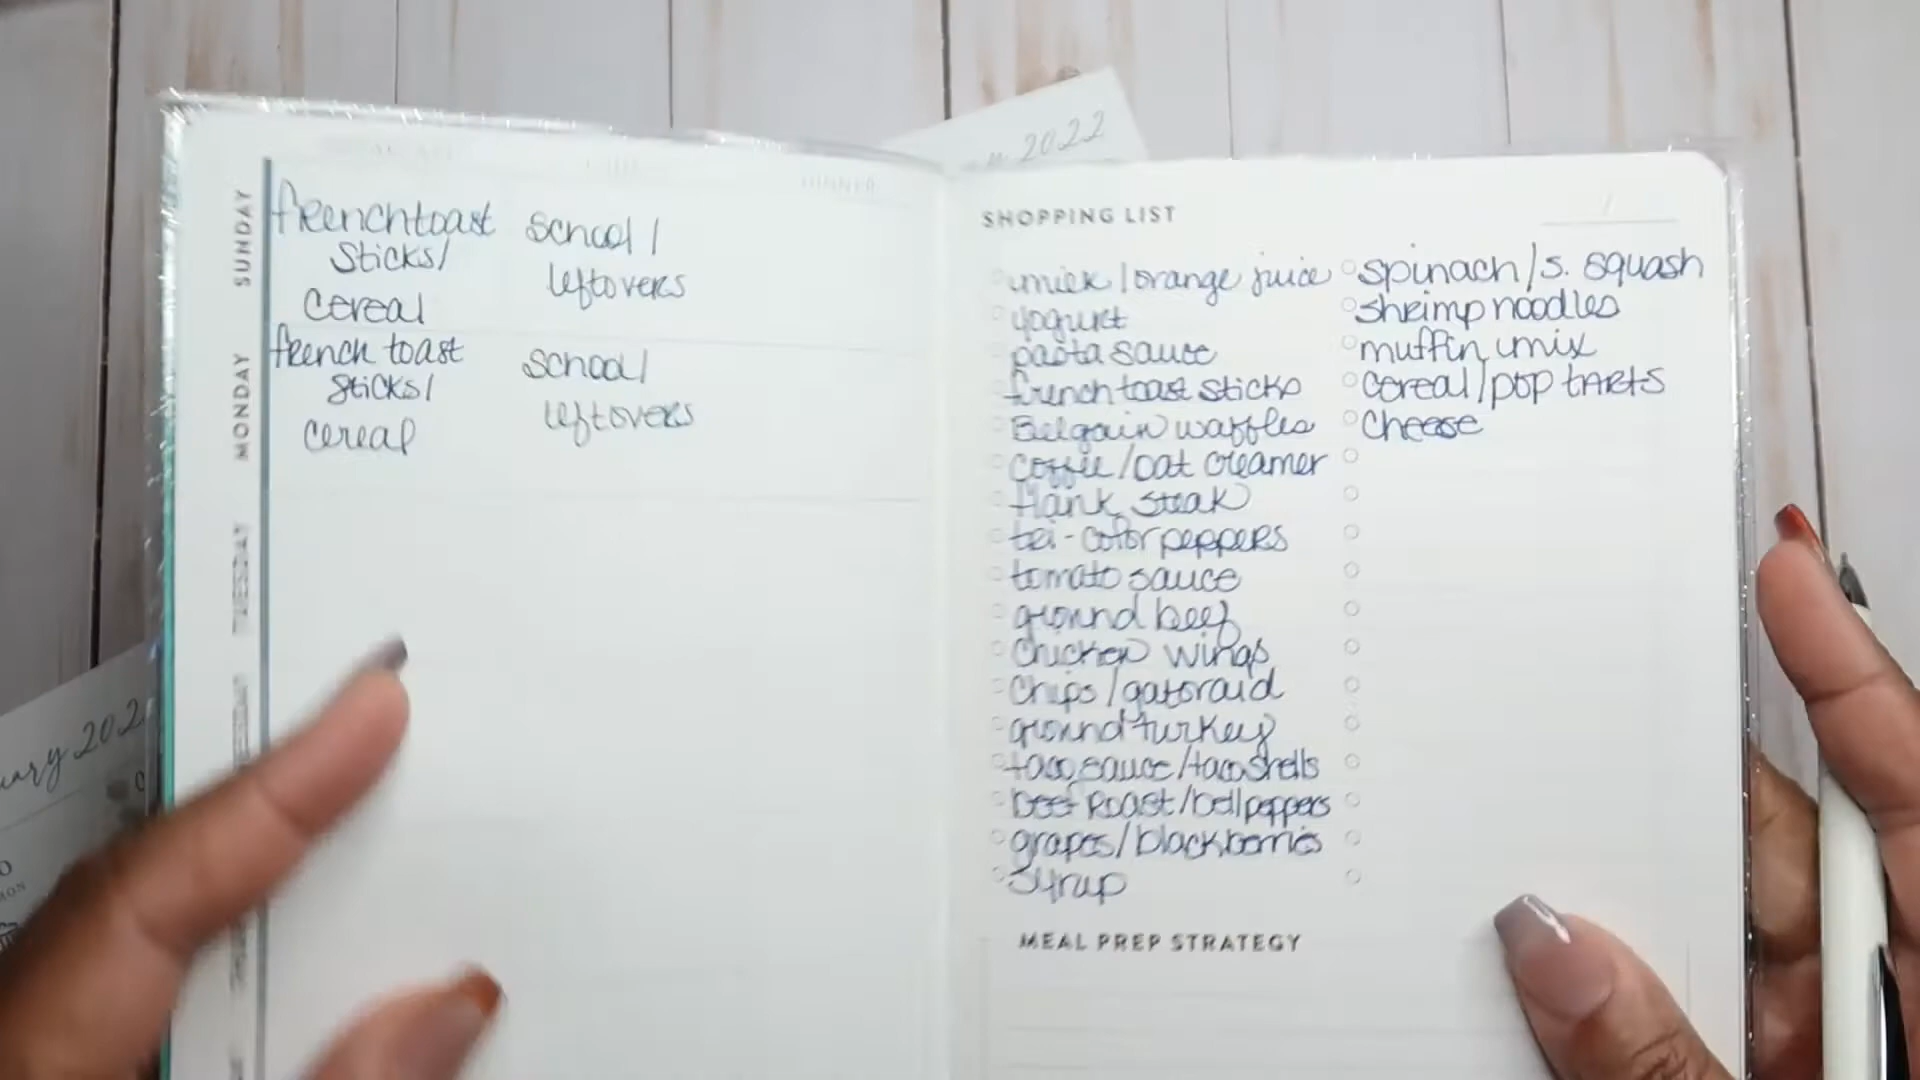 2022
DINNER
SUNDAY
frenchtoast
sticks/
cereal
school/
leftovers
MONDAY
french toast
sticks/
cereal
school/
leftovers
TUESDAY
SHOPPING LIST
milk/orange juice
yogurt
pasta sauce
french toast sticks
Belgain waffles
coffie/oat creamer
flank steak
tri-color peppers
tomato sauce
ground beef
chicken wings
chips/gatoraid
ground turkey
taco sauce/taco shells
beef roast/bell peppers
grapes/blackberries
syrup
spinach/s. squash
shrimp noodles
muffin mix
cereal/pop tarts
cheese
MEAL PREP STRATEGY